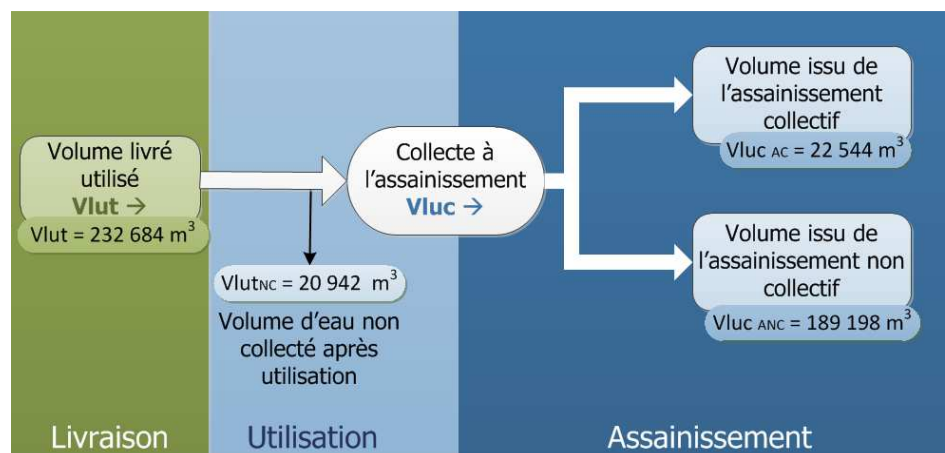 Volume livré
utilisé
Vlut →
Vlut = 232 684 m³
VlutNC = 20 942 m³
Volume d'eau non
collecté après
utilisation
Collecte à
l'assainissement
Vluc →
Volume issu de
l'assainissement
collectif
Vluc AC = 22 544 m³
Volume issu de
l'assainissement non
collectif
Vluc ANC = 189 198 m³
Livraison
Utilisation
Assainissement